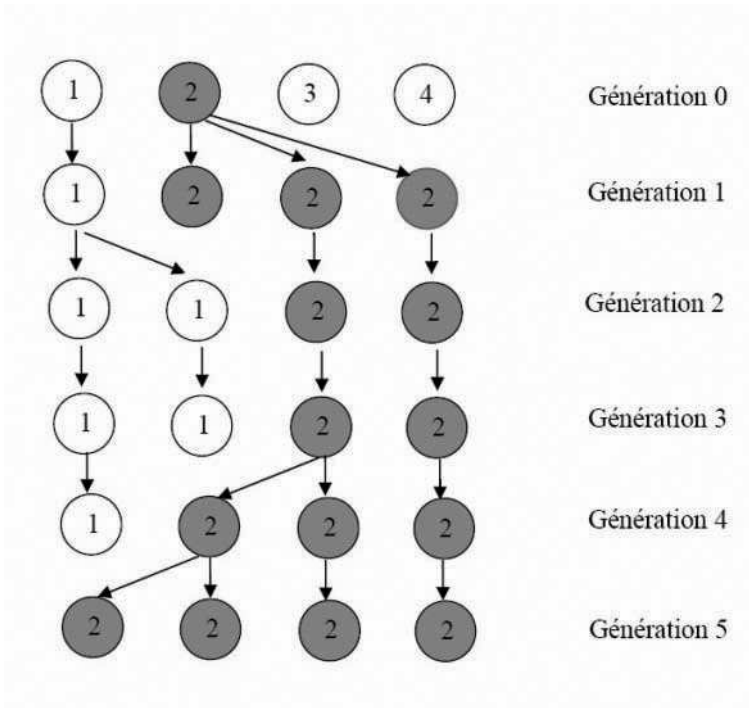 1 2 3 4 Génération 0
1 2 2 2 Génération 1
1 1 2 2 Génération 2
1 1 2 2 Génération 3
1 2 2 2 Génération 4
2 2 2 2 Génération 5